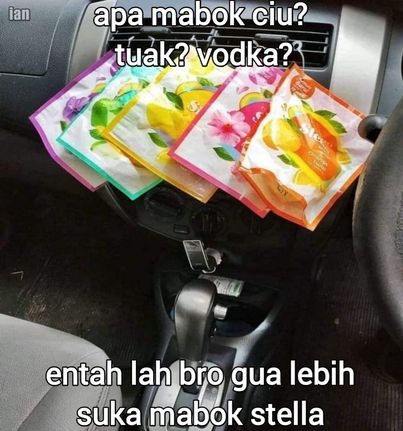 ian
apa mabok ciu?
tuak? vodka?
entah lah bro gua lebih
suka mabok stella